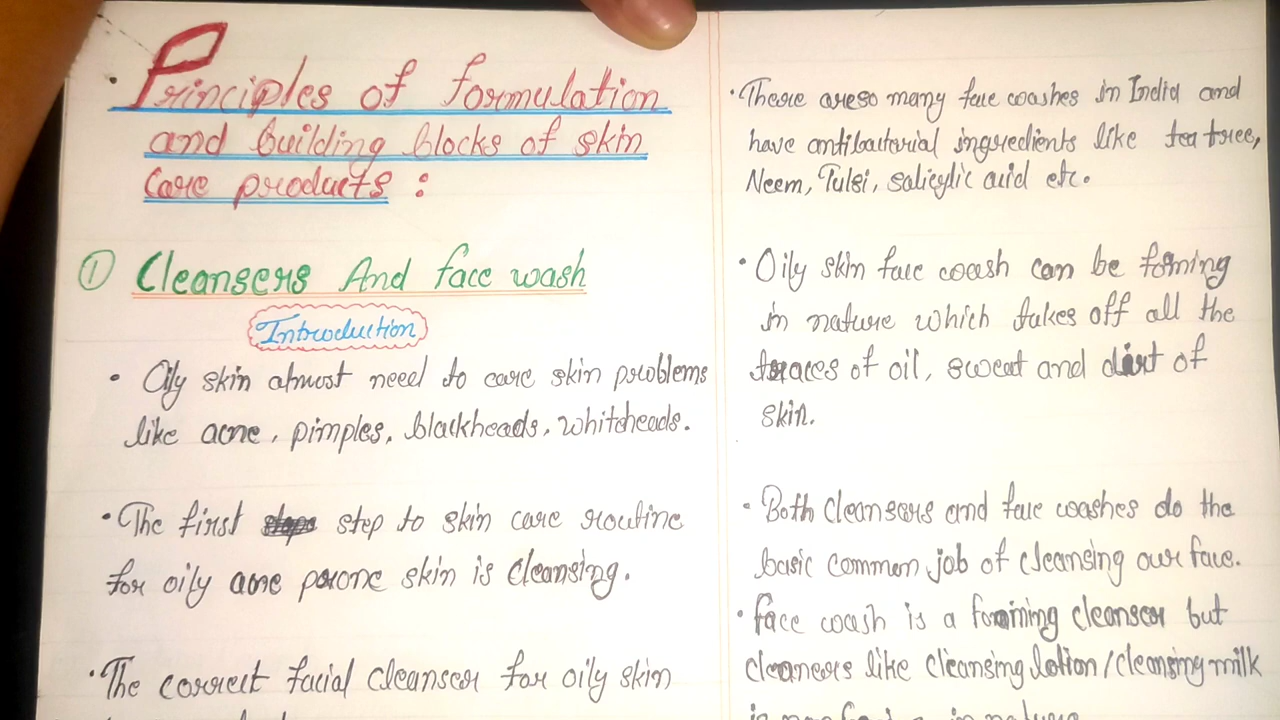 Principles of formulation
and building blocks of skin
care products :
① Cleansers And face wash
Introduction
• Oily skin almost need to care skin problems
like acne, pimples, blackheads, whiteheads.
• The first step to skin care routine
for oily acne prone skin is cleansing.
• The correct facial cleanser for oily skin
• There are so many face washes in India and
have antibacterial ingredients like tea tree,
Neem, Tulsi, salicylic acid etc.
• Oily skin face wash can be foming
in nature which takes off all the
traces of oil, sweat and dirt of
skin.
• Both cleansers and face washes do the
basic common job of cleansing our face.
• Face wash is a foaming cleanser but
cleaners like cleansing lotion/cleansing milk
in nature